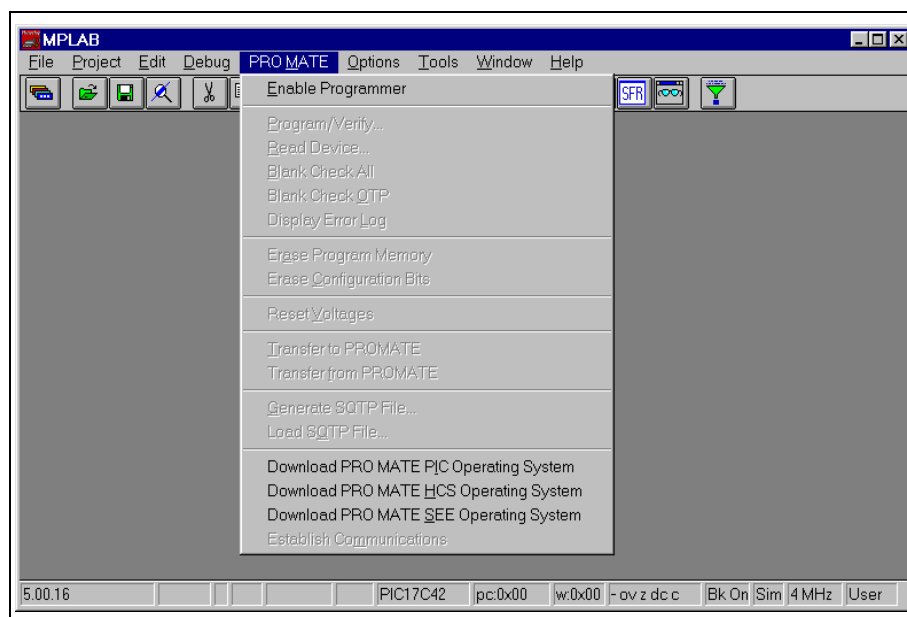 MPLAB
File Project Edit Debug PRO MATE Options Tools Window Help
SFR
Enable Programmer
Program/Verify...
Read Device...
Blank Check All
Blank Check OTP
Display Error Log
Erase Program Memory
Erase Configuration Bits
Reset Voltages
Transfer to PROMATE
Transfer from PROMATE
Generate SQTP File...
Load SQTP File...
Download PRO MATE PIC Operating System
Download PRO MATE HCS Operating System
Download PRO MATE SEE Operating System
Establish Communications
5.00.16 PIC17C42 pc:0x00 w:0x00 - ov z dc c Bk On Sim 4 MHz User